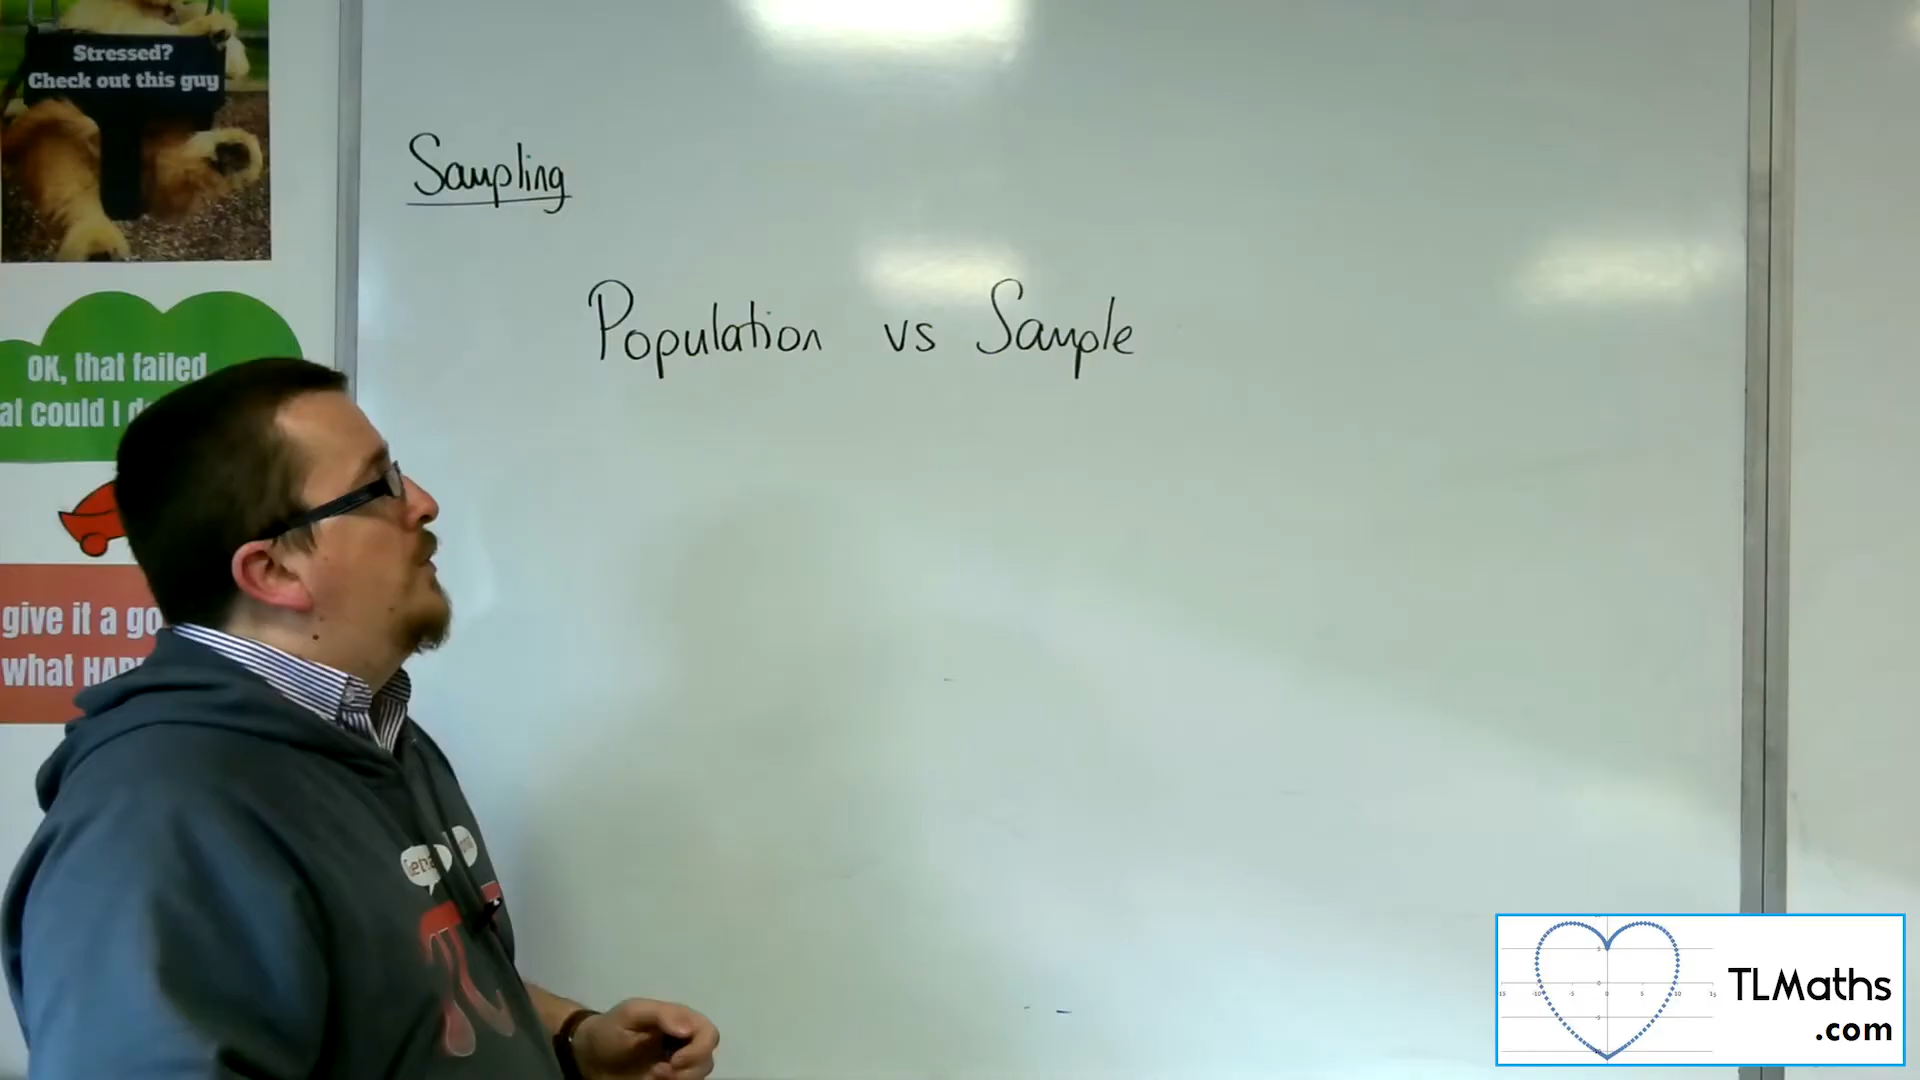 Stressed?
Check out this guy
Sampling
Population vs Sample
OK, that failed
at could I d
give it a go
what HAP
TLMaths
.com